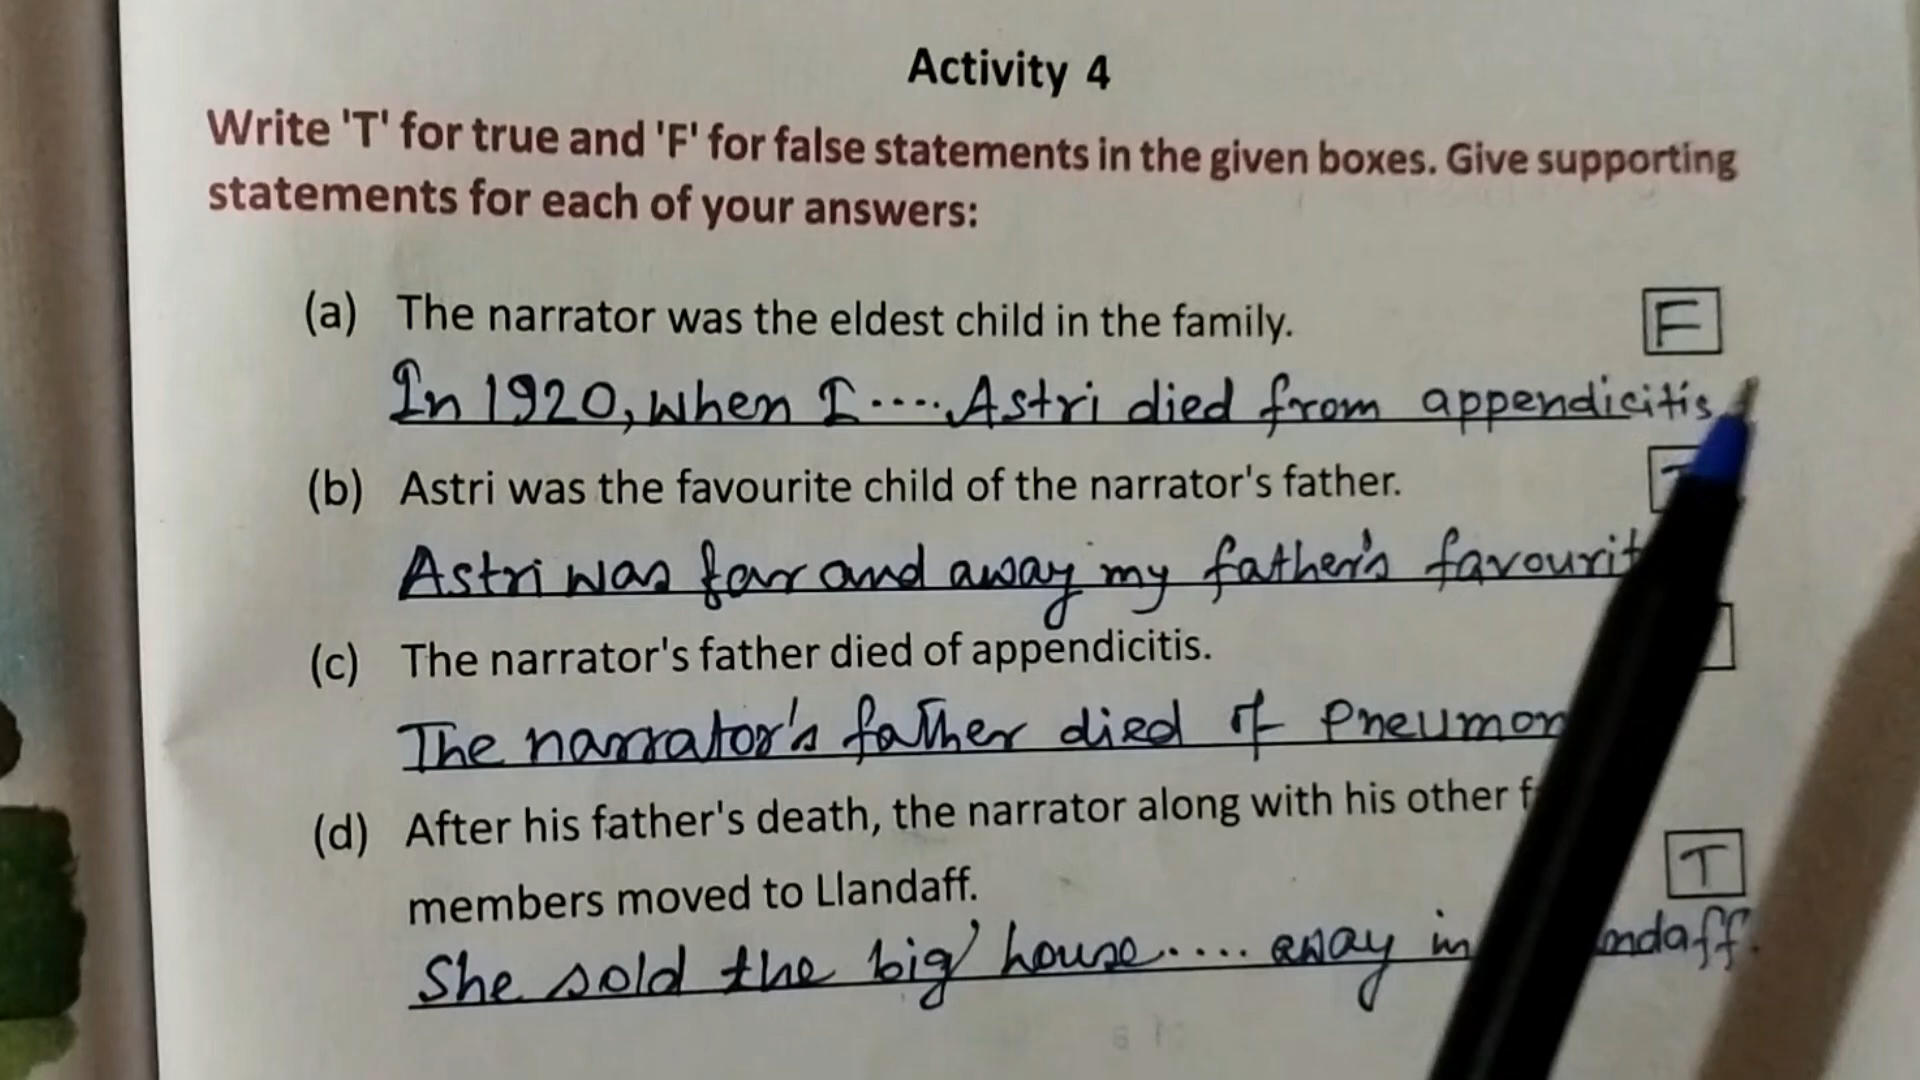 Activity 4
Write 'T' for true and 'F' for false statements in the given boxes. Give supporting
statements for each of your answers:
(a) The narrator was the eldest child in the family. F
In 1920, when I .... Astri died from appendicitis
(b) Astri was the favourite child of the narrator's father.
Astri was far and away my father's
(c) The narrator's father died of appendicitis.
The narrator's father died of
(d) After his father's death, the narrator along with his other
members moved to Llandaff. T
She sold the big house .... away in